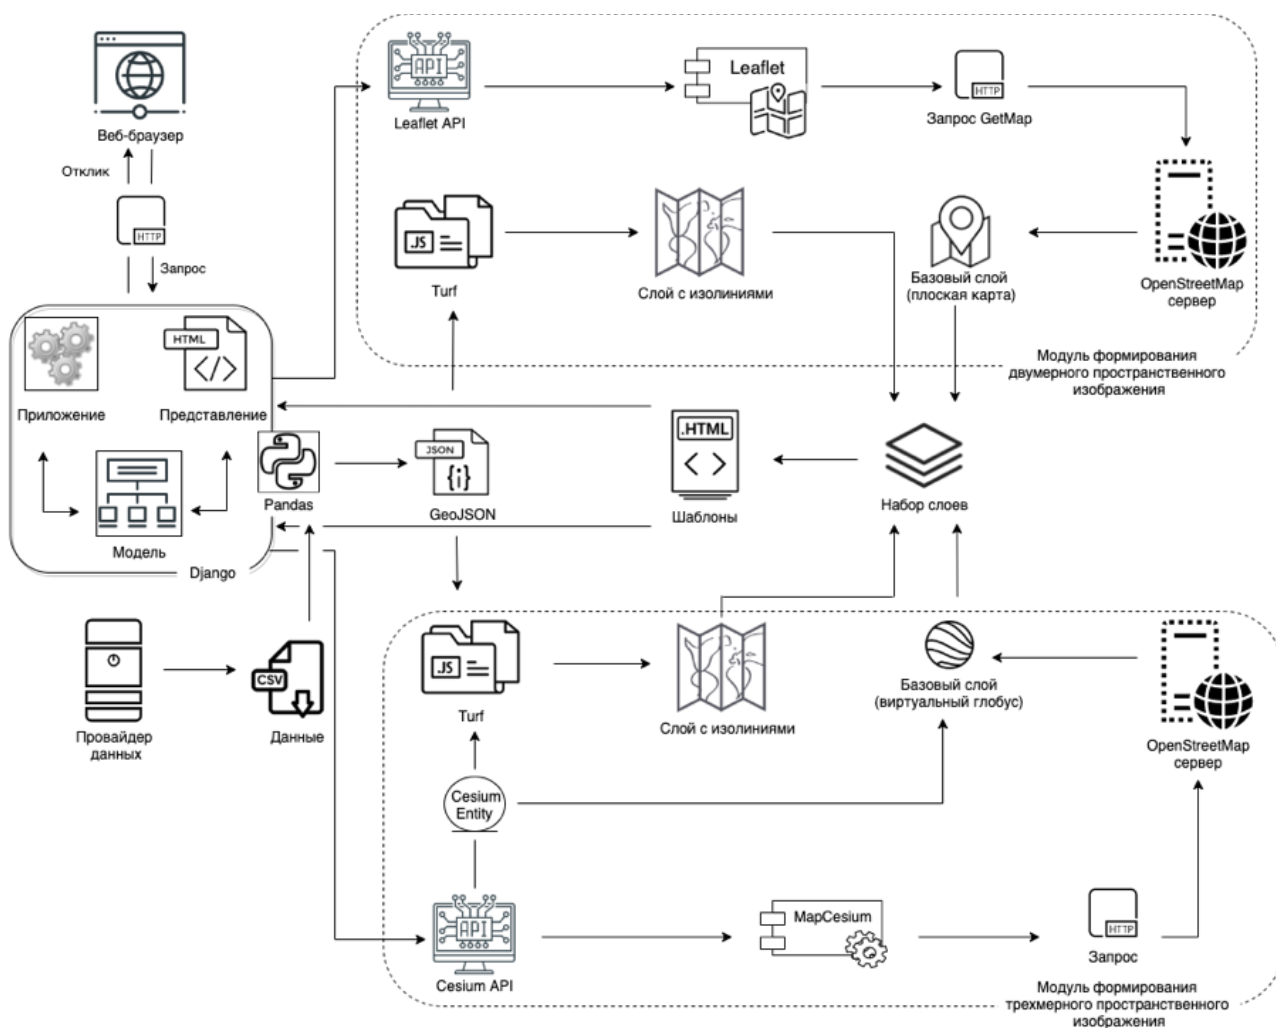 API
Leaflet API
Leaflet
HTTP
Запрос GetMap
Веб-браузер
Отклик
HTTP
Запрос
.JS
Turf
Слой с изолиниями
Базовый слой
(плоская карта)
OpenStreetMap
сервер
Модуль формирования
двумерного пространственного
изображения
HTML
</>
Приложение
Представление
Модель
Django
Pandas
JSON
{i}
GeoJSON
.HTML
< >
Шаблоны
Набор слоев
Провайдер
данных
CSV
Данные
.JS
Turf
Слой с изолиниями
Базовый слой
(виртуальный глобус)
OpenStreetMap
сервер
Cesium
Entity
API
Cesium API
MapCesium
HTTP
Запрос
Модуль формирования
трехмерного пространственного
изображения